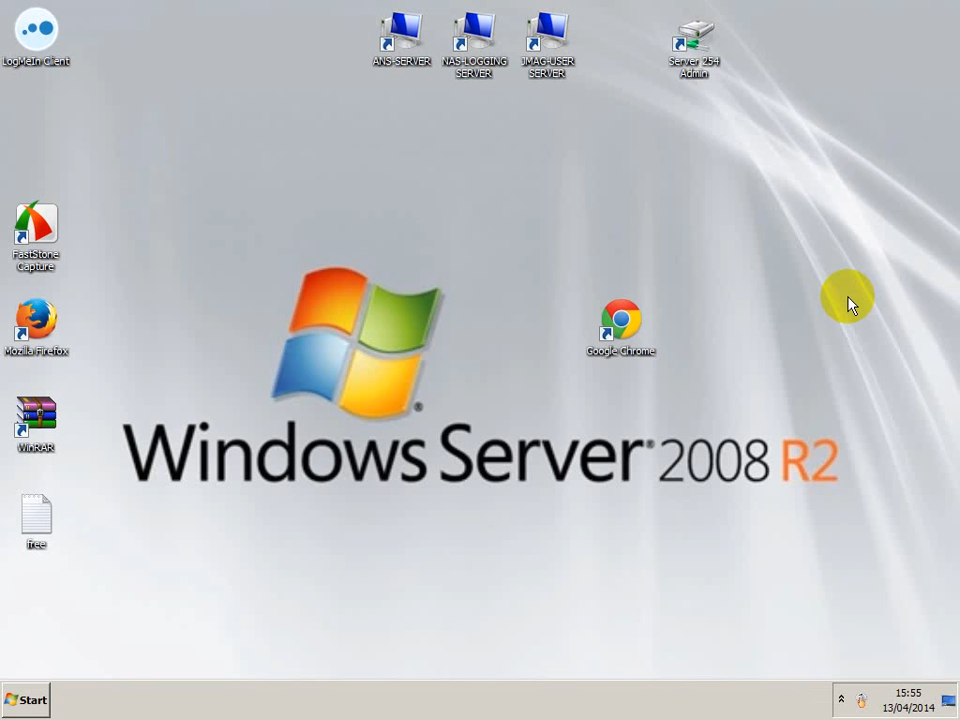 LogMeIn Client
ANS-SERVER
NAS-LOGGING
SERVER
JMAG-USER
SERVER
Server 254
Admin
FastStone
Capture
Mozilla Firefox
Google Chrome
WinRAR
Windows Server® 2008 R2
free
Start
15:55
13/04/2014